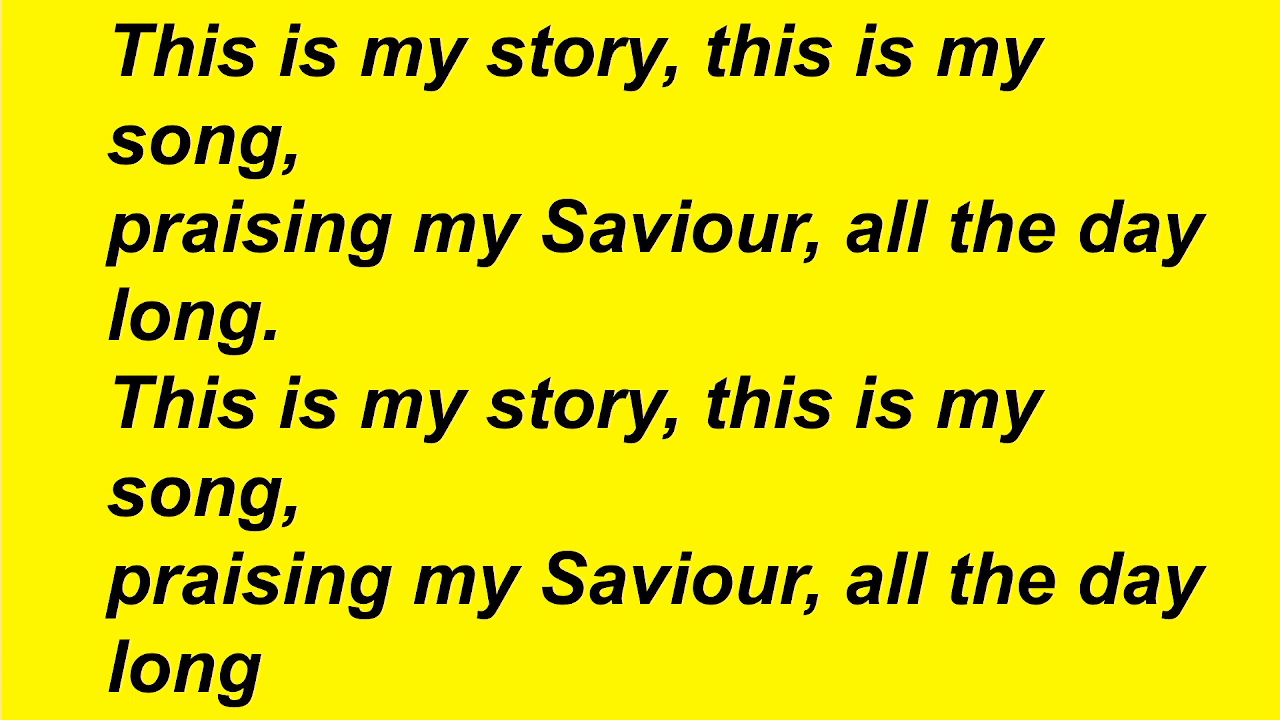 This is my story, this is my
song,
praising my Saviour, all the day
long.
This is my story, this is my
song,
praising my Saviour, all the day
long